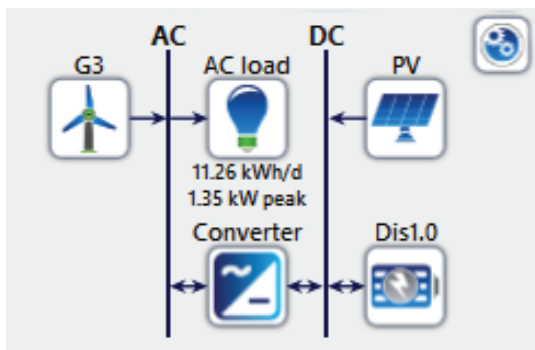 AC DC
G3 AC load PV
11.26 kWh/d
1.35 kW peak
Converter Dis1.0